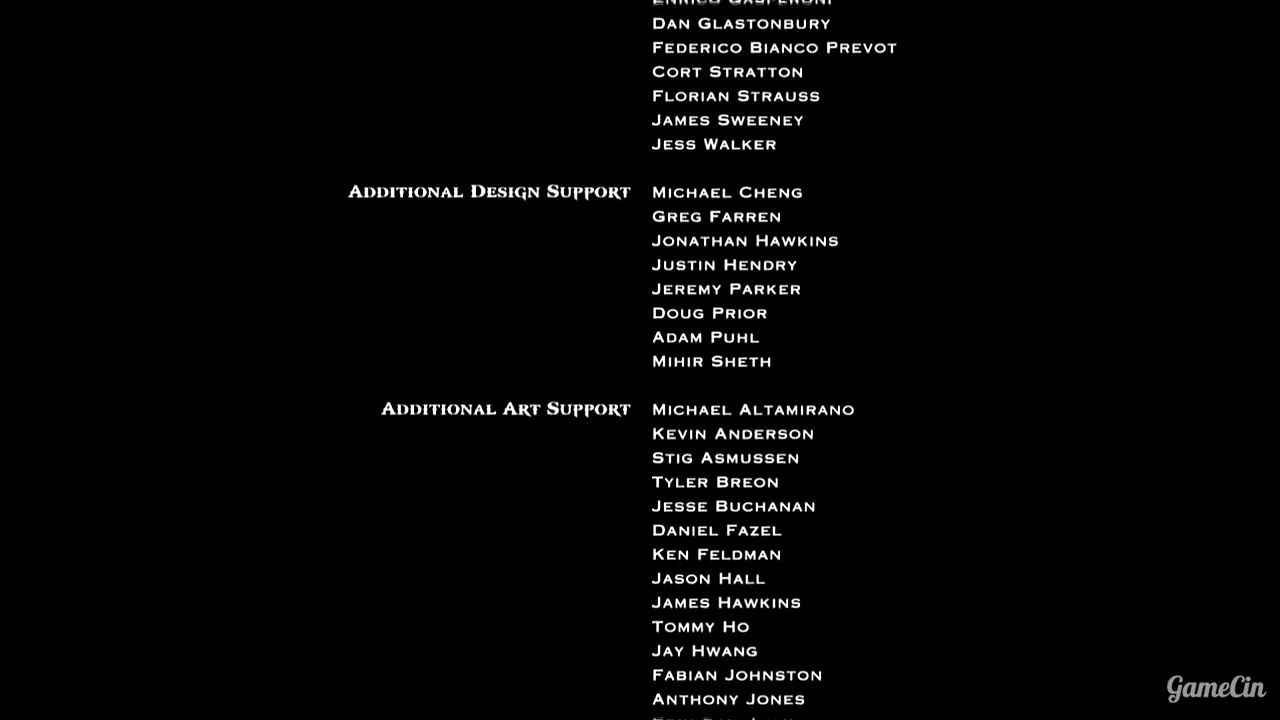 Enrico Gasperoni
Dan Glastonbury
Federico Bianco Prevot
Cort Stratton
Florian Strauss
James Sweeney
Jess Walker
Additional Design Support Michael Cheng
Greg Farren
Jonathan Hawkins
Justin Hendry
Jeremy Parker
Doug Prior
Adam Puhl
Mihir Sheth
Additional Art Support Michael Altamirano
Kevin Anderson
Stig Asmussen
Tyler Breon
Jesse Buchanan
Daniel Fazel
Ken Feldman
Jason Hall
James Hawkins
Tommy Ho
Jay Hwang
Fabian Johnston
Anthony Jones
GameCin